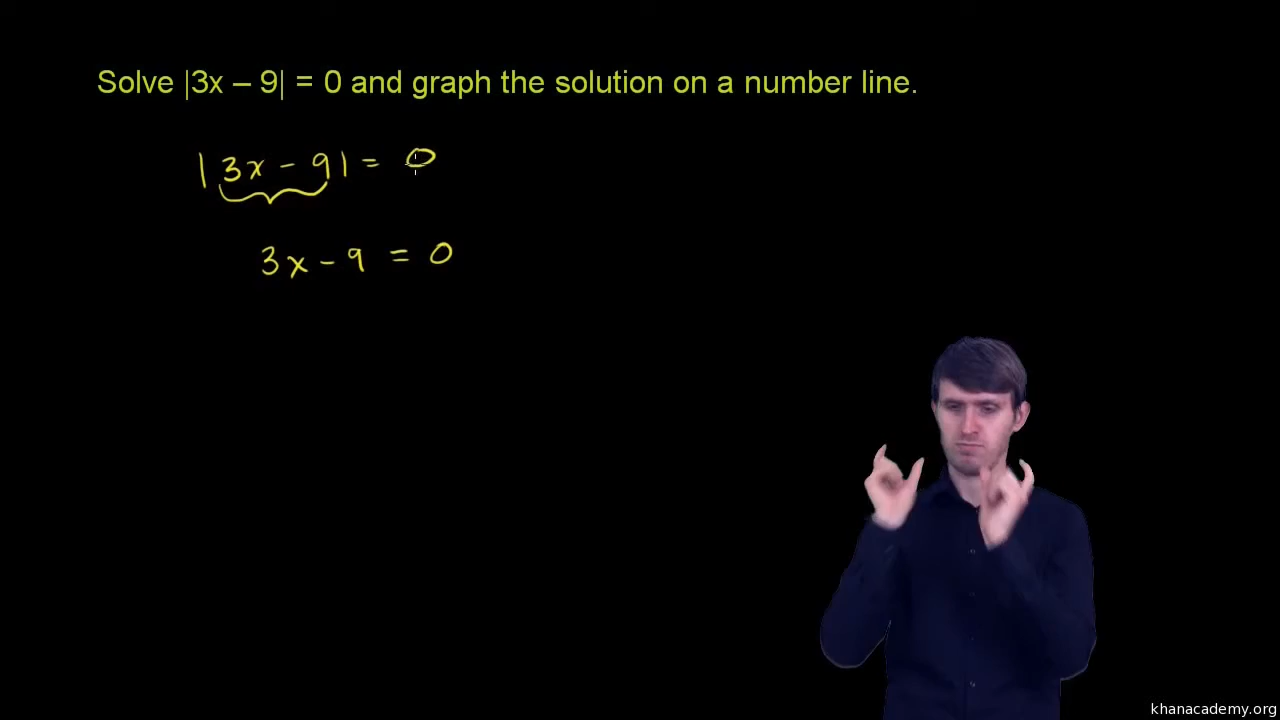 Solve |3x – 9| = 0 and graph the solution on a number line.
|3x - 9| = 0
3x - 9 = 0
khanacademy.org